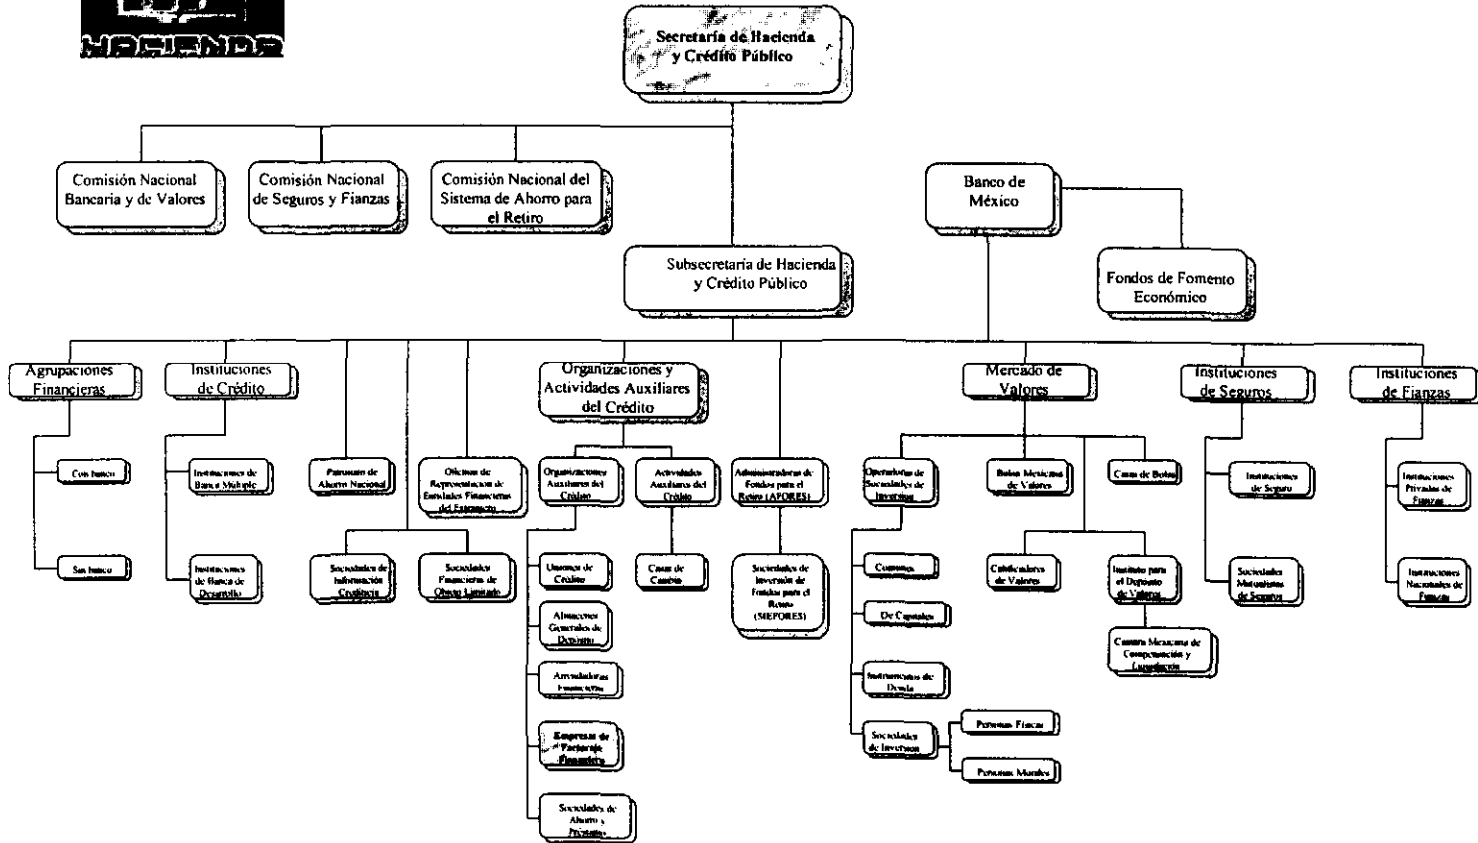 HACIENDA
Secretaría de Hacienda
y Crédito Público
Comisión Nacional
Bancaria y de Valores
Comisión Nacional
de Seguros y Fianzas
Comisión Nacional del
Sistema de Ahorro para
el Retiro
Banco de
México
Subsecretaría de Hacienda
y Crédito Público
Fondos de Fomento
Económico
Agrupaciones
Financieras
Instituciones
de Crédito
Organizaciones y
Actividades Auxiliares
del Crédito
Mercado de
Valores
Instituciones
de Seguros
Instituciones
de Fianzas
Con banco
Instituciones de
Banca Múltiple
Patronato de
Ahorro Nacional
Oficinas de
Representación de
Entidades Financieras
del Extranjero
Organizaciones
Auxiliares del
Crédito
Actividades
Auxiliares del
Crédito
Administradoras de
Fondos para el
Retiro (AFORES)
Operadoras de
Sociedades de
Inversión
Bolsa Mexicana
de Valores
Casas de Bolsa
Instituciones
de Seguro
Instituciones
Privadas de
Fianzas
Sin banco
Instituciones
de Banca de
Desarrollo
Sociedades de
Información
Crediticia
Sociedades
Financieras de
Objeto Limitado
Uniones de
Crédito
Casas de
Cambio
Sociedades de
Inversión de
Fondos para el
Retiro
(SIEFORES)
Comunes
Calificadoras
de Valores
Instituto para
el Depósito
de Valores
Sociedades
Mutualistas
de Seguros
Instituciones
Nacionales de
Fianzas
Almacenes
Generales de
Depósito
De Capitales
Cámara Mexicana de
Compensación y
Liquidación
Arrendadoras
Financieras
Instrumentos de
Deuda
Empresas de
Factoraje
Financiero
Sociedades
de Inversión
Personas Físicas
Personas Morales
Sociedades de
Ahorro y
Préstamo